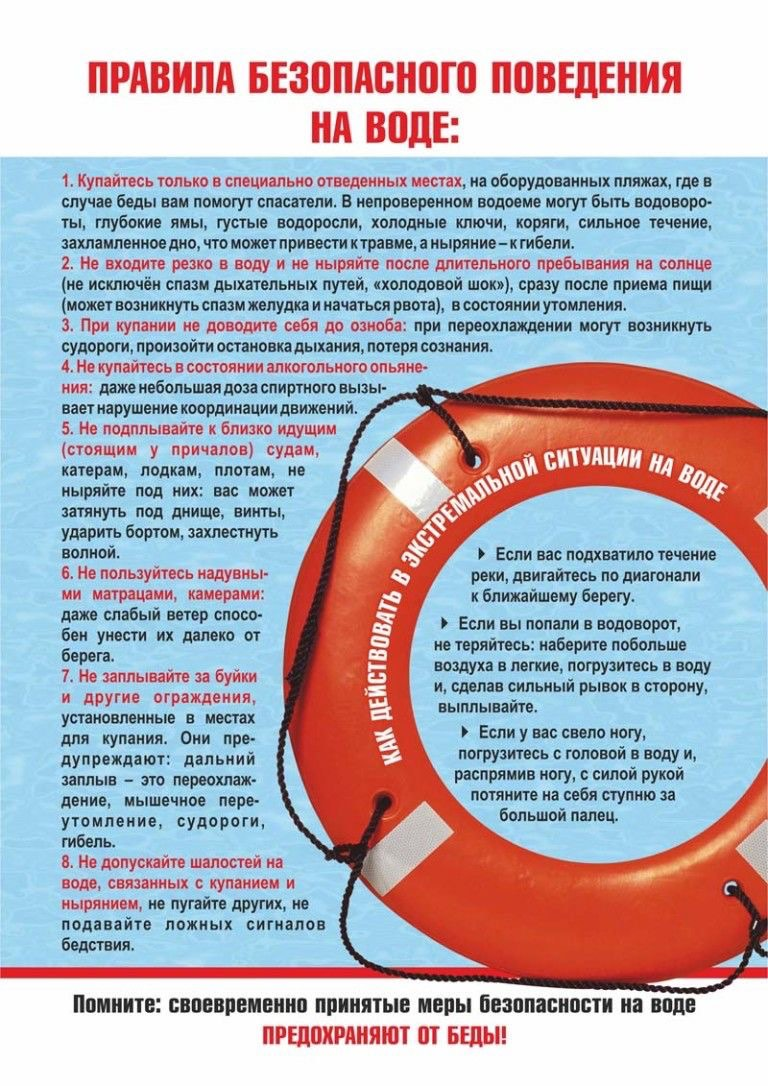 ПРАВИЛА БЕЗОПАСНОГО ПОВЕДЕНИЯ
НА ВОДЕ:
1. Купайтесь только в специально отведенных местах, на оборудованных пляжах, где в
случае беды вам помогут спасатели. В непроверенном водоеме могут быть водоворо-
ты, глубокие ямы, густые водоросли, холодные ключи, коряги, сильное течение,
захламленное дно, что может привести к травме, а ныряние – к гибели.
2. Не входите резко в воду и не ныряйте после длительного пребывания на солнце
(не исключён спазм дыхательных путей, «холодовой шок»), сразу после приема пищи
(может возникнуть спазм желудка и начаться рвота), в состоянии утомления.
3. При купании не доводите себя до озноба: при переохлаждении могут возникнуть
судороги, произойти остановка дыхания, потеря сознания.
4. Не купайтесь в состоянии алкогольного опьяне-
ния: даже небольшая доза спиртного вызы-
вает нарушение координации движений.
5. Не подплывайте к близко идущим
(стоящим у причалов) судам,
катерам, лодкам, плотам, не
ныряйте под них: вас может
затянуть под днище, винты,
ударить бортом, захлестнуть
волной.
6. Не пользуйтесь надувны-
ми матрацами, камерами:
даже слабый ветер спосо-
бен унести их далеко от
берега.
7. Не заплывайте за буйки
и другие ограждения,
установленные в местах
для купания. Они пре-
дупреждают: дальний
заплыв – это переохлаж-
дение, мышечное пере-
утомление, судороги,
гибель.
8. Не допускайте шалостей на
воде, связанных с купанием и
нырянием, не пугайте других, не
подавайте ложных сигналов
бедствия.
КАК ДЕЙСТВОВАТЬ В ЭКСТРЕМАЛЬНОЙ СИТУАЦИИ НА ВОДЕ
Если вас подхватило течение
реки, двигайтесь по диагонали
к ближайшему берегу.
Если вы попали в водоворот,
не теряйтесь: наберите побольше
воздуха в легкие, погрузитесь в воду
и, сделав сильный рывок в сторону,
выплывайте.
Если у вас свело ногу,
погрузитесь с головой в воду и,
распрямив ногу, с силой рукой
потяните на себя ступню за
большой палец.
Помните: своевременно принятые меры безопасности на воде
ПРЕДОХРАНЯЮТ ОТ БЕДЫ!